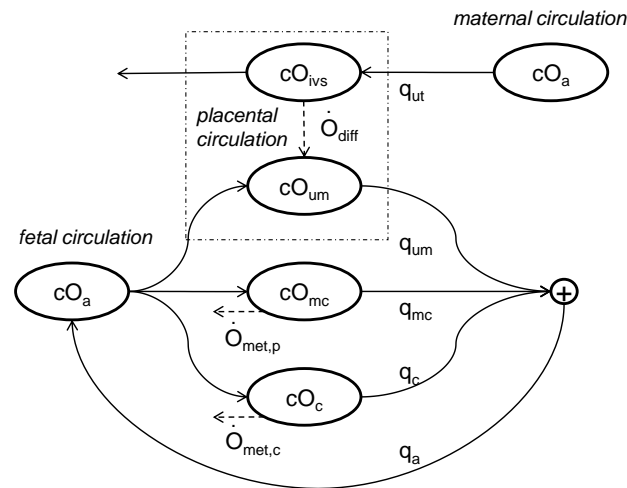 maternal circulation
cO_ivs
cO_a
q_ut
placental
circulation
Ȯ_diff
cO_um
fetal circulation
q_um
cO_a
cO_mc
+
q_mc
Ȯ_met,p
cO_c
q_c
Ȯ_met,c
q_a